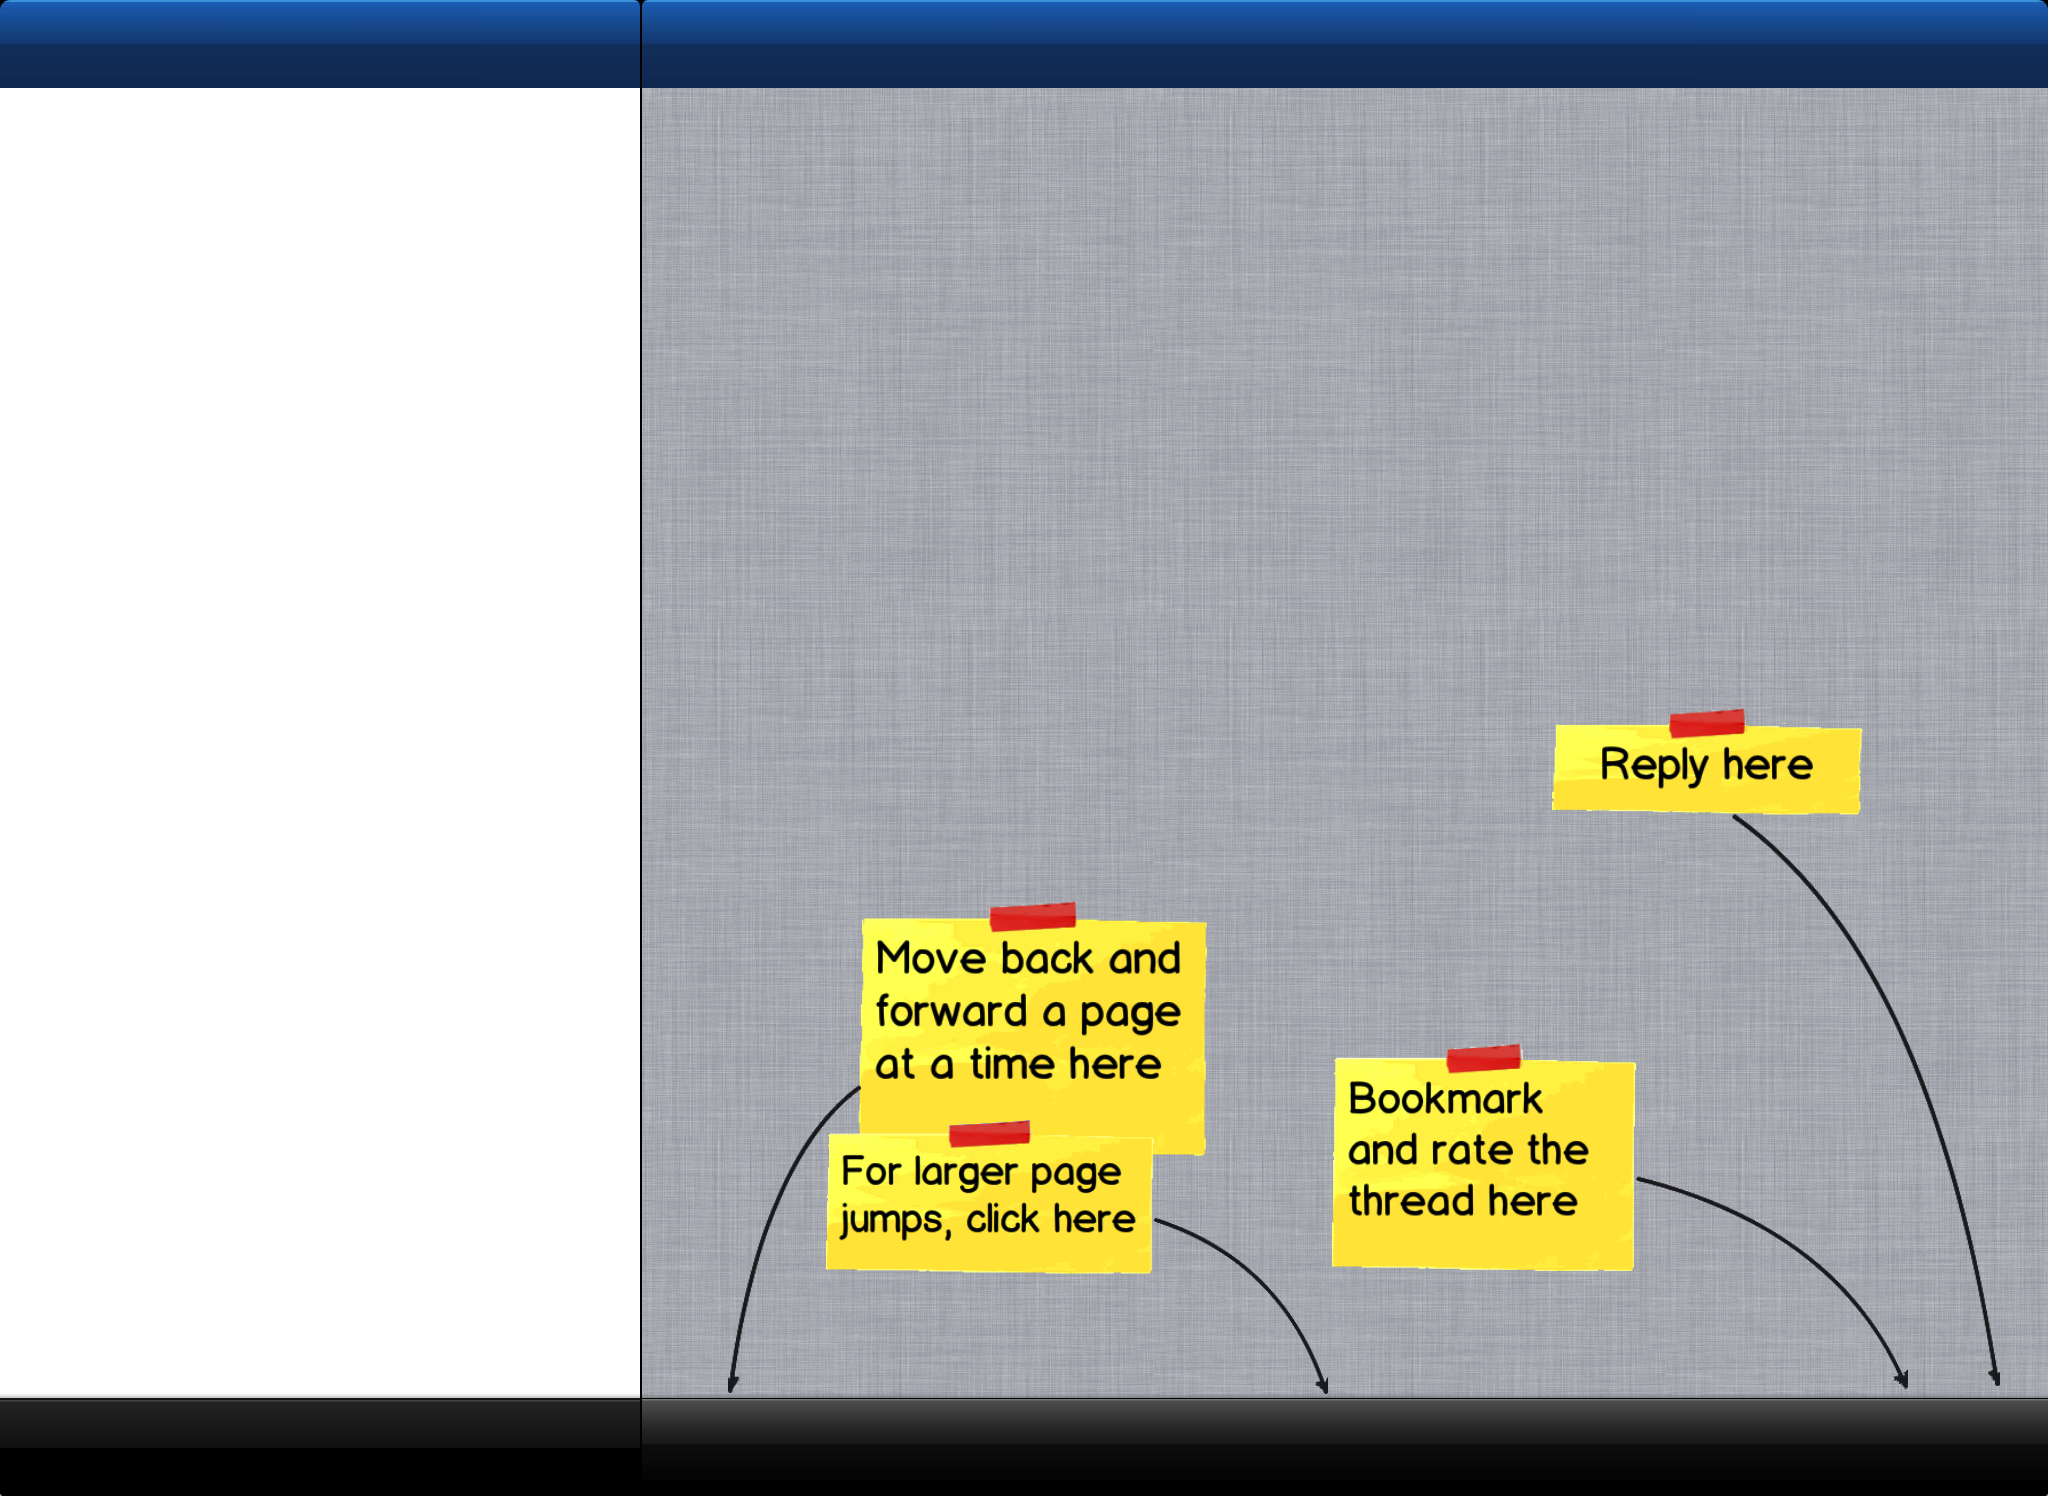 Reply here
Move back and
forward a page
at a time here
Bookmark
and rate the
thread here
For larger page
jumps, click here